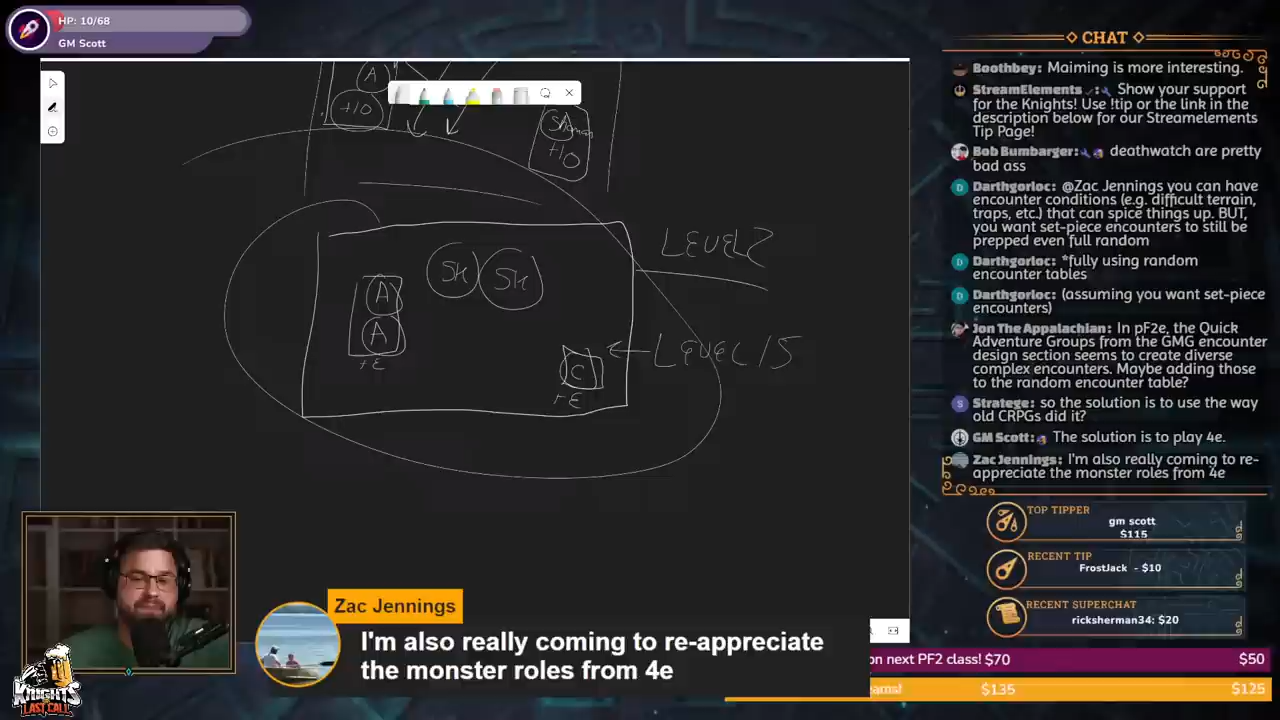 HP: 10/68
GM Scott
A
+10
+10
LEVEL 2
SK
SK
A
A
+E
LEVEL 15
C
+E
CHAT
Boothbey: Maiming is more interesting.
StreamElements: Show your support
for the Knights! Use !tip or the link in the
description below for our Streamelements
Tip Page!
Bob Bumbarger: deathwatch are pretty
bad ass
Darthgorloc: @Zac Jennings you can have
encounter conditions (e.g. difficult terrain,
traps, etc.) that can spice things up. BUT,
you want set-piece encounters to still be
prepped even full random
Darthgorloc: *fully using random
encounter tables
Darthgorloc: (assuming you want set-piece
encounters)
Jon The Appalachian: In pF2e, the Quick
Adventure Groups from the GMG encounter
design section seems to create diverse
complex encounters. Maybe adding those
to the random encounter table?
Stratege: so the solution is to use the way
old CRPGs did it?
GM Scott: The solution is to play 4e.
Zac Jennings: I'm also really coming to re-
appreciate the monster roles from 4e
TOP TIPPER
gm scott
$115
RECENT TIP
FrostJack - $10
RECENT SUPERCHAT
ricksherman34: $20
Zac Jennings
I'm also really coming to re-appreciate
the monster roles from 4e
on next PF2 class! $70 $50
eams! $135 $125
KNIGHTS
OF LAST CALL